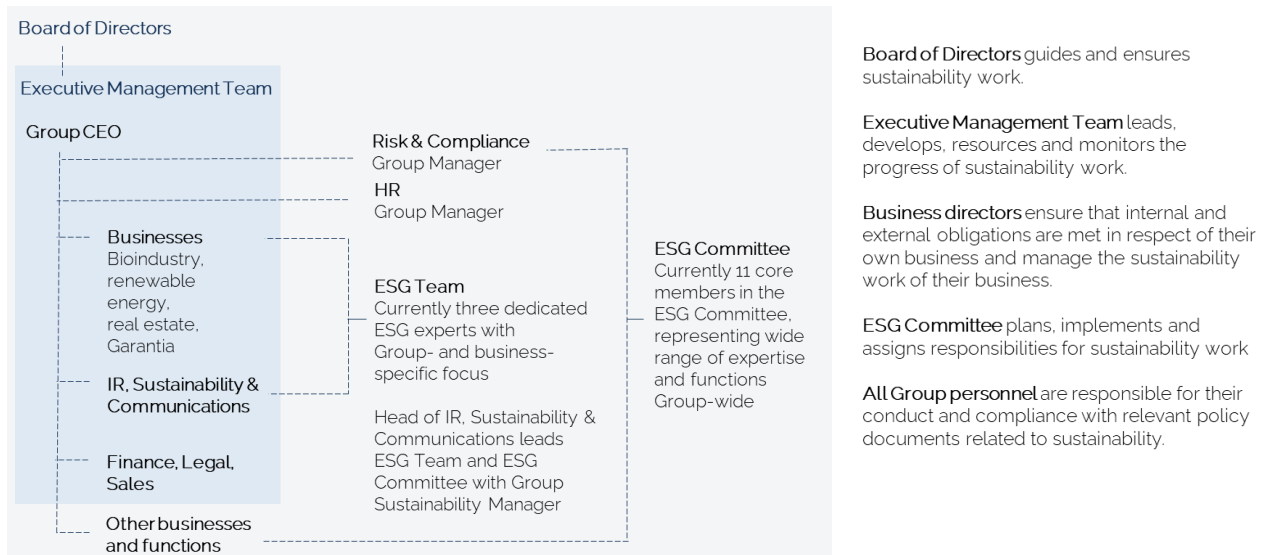 Board of Directors
Executive Management Team
Group CEO
Businesses
Bioindustry,
renewable
energy,
real estate,
Garantia
IR, Sustainability &
Communications
Finance, Legal,
Sales
Other businesses
and functions
Risk & Compliance
Group Manager
HR
Group Manager
ESG Team
Currently three dedicated
ESG experts with
Group- and business-
specific focus
Head of IR, Sustainability &
Communications leads
ESG Team and ESG
Committee with Group
Sustainability Manager
ESG Committee
Currently 11 core
members in the
ESG Committee,
representing wide
range of expertise
and functions
Group-wide
Board of Directors guides and ensures
sustainability work.
Executive Management Team leads,
develops, resources and monitors the
progress of sustainability work.
Business directors ensure that internal and
external obligations are met in respect of their
own business and manage the sustainability
work of their business.
ESG Committee plans, implements and
assigns responsibilities for sustainability work
All Group personnel are responsible for their
conduct and compliance with relevant policy
documents related to sustainability.